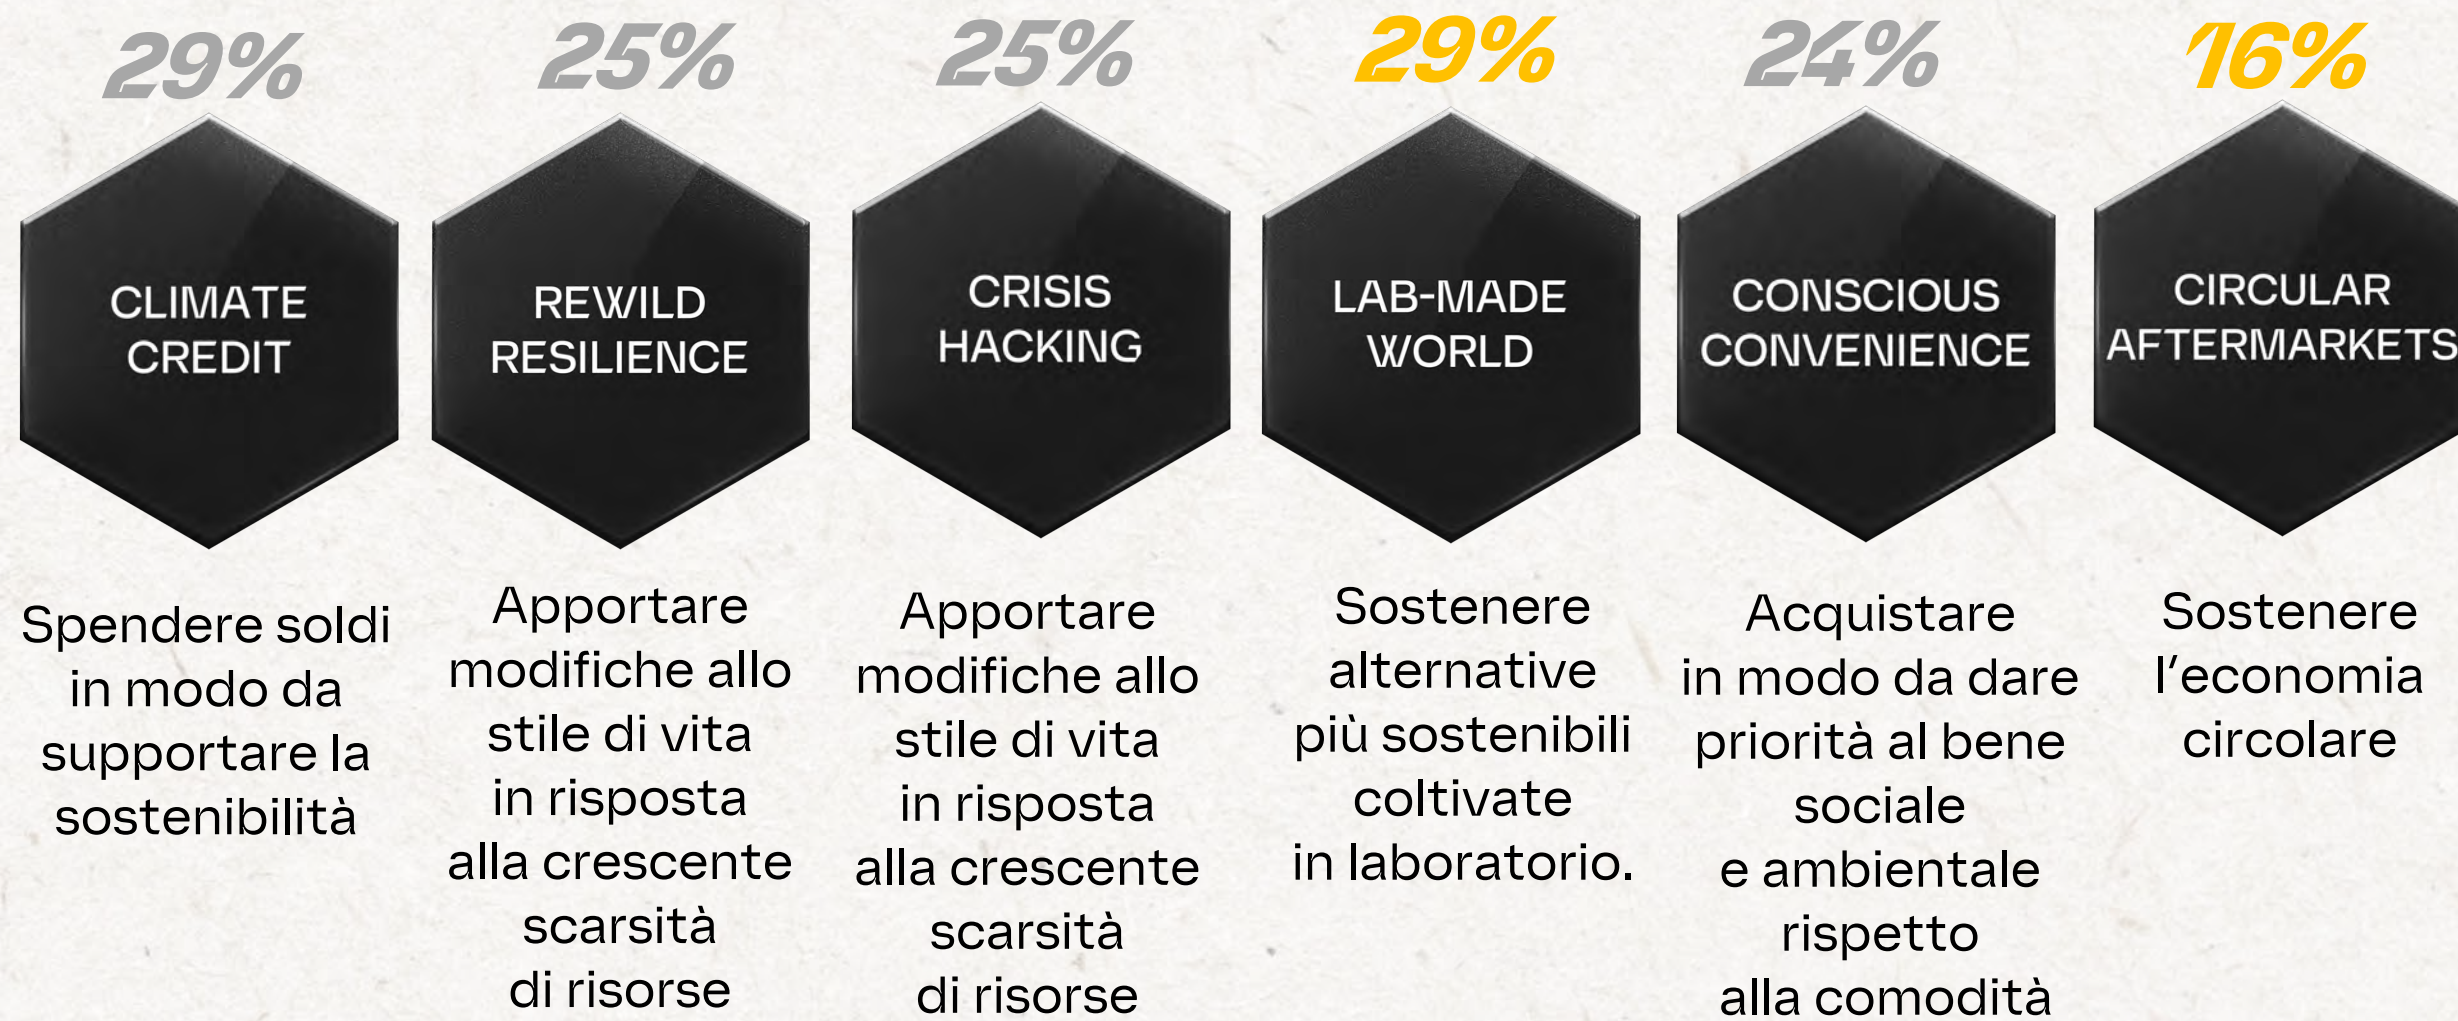 29%
CLIMATE
CREDIT
Spendere soldi
in modo da
supportare la
sostenibilità
25%
REWILD
RESILIENCE
Apportare
modifiche allo
stile di vita
in risposta
alla crescente
scarsità
di risorse
25%
CRISIS
HACKING
Apportare
modifiche allo
stile di vita
in risposta
alla crescente
scarsità
di risorse
29%
LAB-MADE
WORLD
Sostenere
alternative
più sostenibili
coltivate
in laboratorio.
24%
CONSCIOUS
CONVENIENCE
Acquistare
in modo da dare
priorità al bene
sociale
e ambientale
rispetto
alla comodità
16%
CIRCULAR
AFTERMARKETS
Sostenere
l’economia
circolare